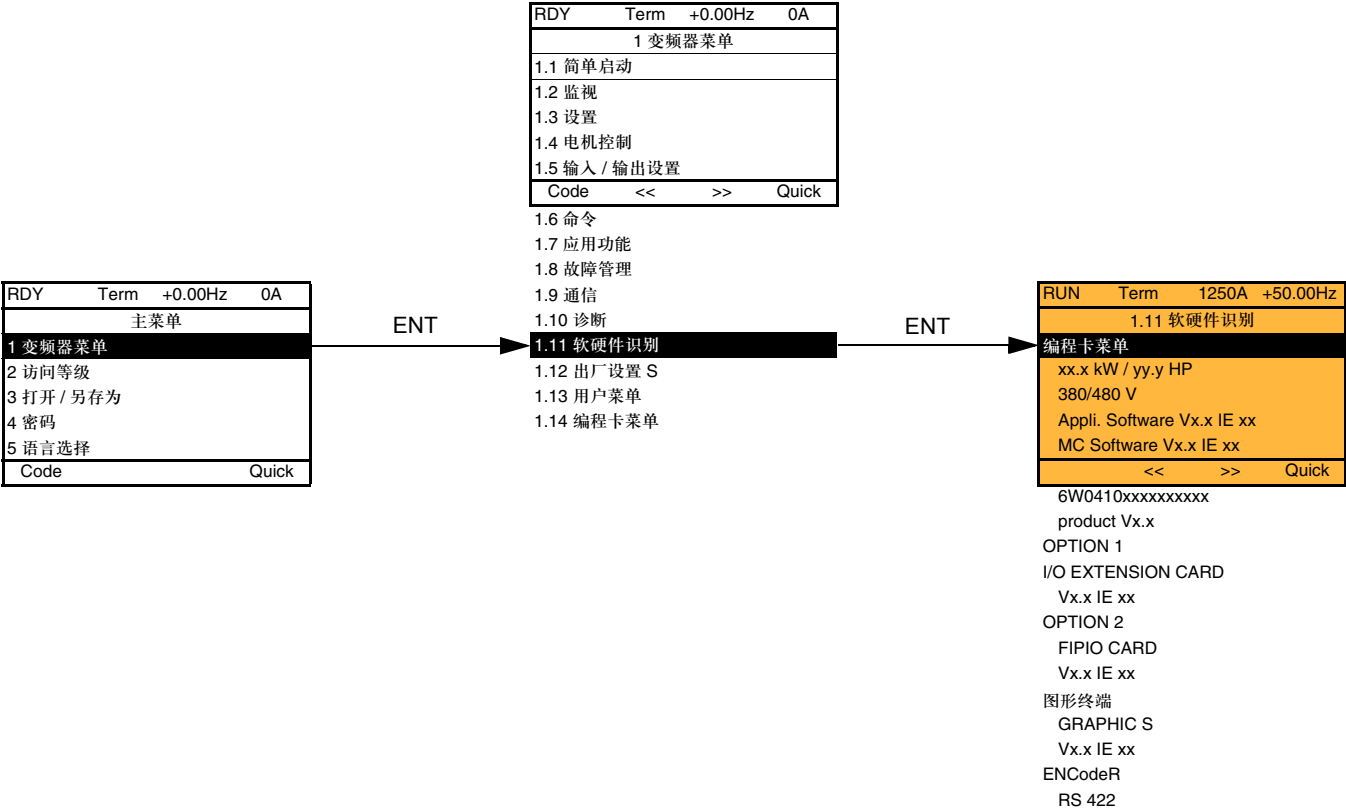 RDY Term +0.00Hz 0A
1 变频器菜单
1.1 简单启动
1.2 监视
1.3 设置
1.4 电机控制
1.5 输入 / 输出设置
Code << >> Quick
1.6 命令
1.7 应用功能
1.8 故障管理
1.9 通信
1.10 诊断
1.11 软硬件识别
1.12 出厂设置 S
1.13 用户菜单
1.14 编程卡菜单
RDY Term +0.00Hz 0A
主菜单
1 变频器菜单
2 访问等级
3 打开 / 另存为
4 密码
5 语言选择
Code Quick
ENT
ENT
RUN Term 1250A +50.00Hz
1.11 软硬件识别
编程卡菜单
xx.x kW / yy.y HP
380/480 V
Appli. Software Vx.x IE xx
MC Software Vx.x IE xx
<< >> Quick
6W0410xxxxxxxxxx
product Vx.x
OPTION 1
I/O EXTENSION CARD
Vx.x IE xx
OPTION 2
FIPIO CARD
Vx.x IE xx
图形终端
GRAPHIC S
Vx.x IE xx
ENCodeR
RS 422